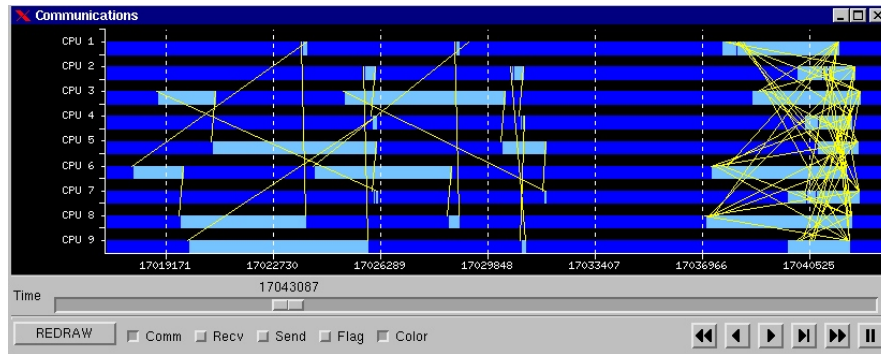 Communications
CPU 1
CPU 2
CPU 3
CPU 4
CPU 5
CPU 6
CPU 7
CPU 8
CPU 9
17019171 17022730 17026289 17029848 17033407 17036966 17040525
17043087
Time
REDRAW Comm Recv Send Flag Color